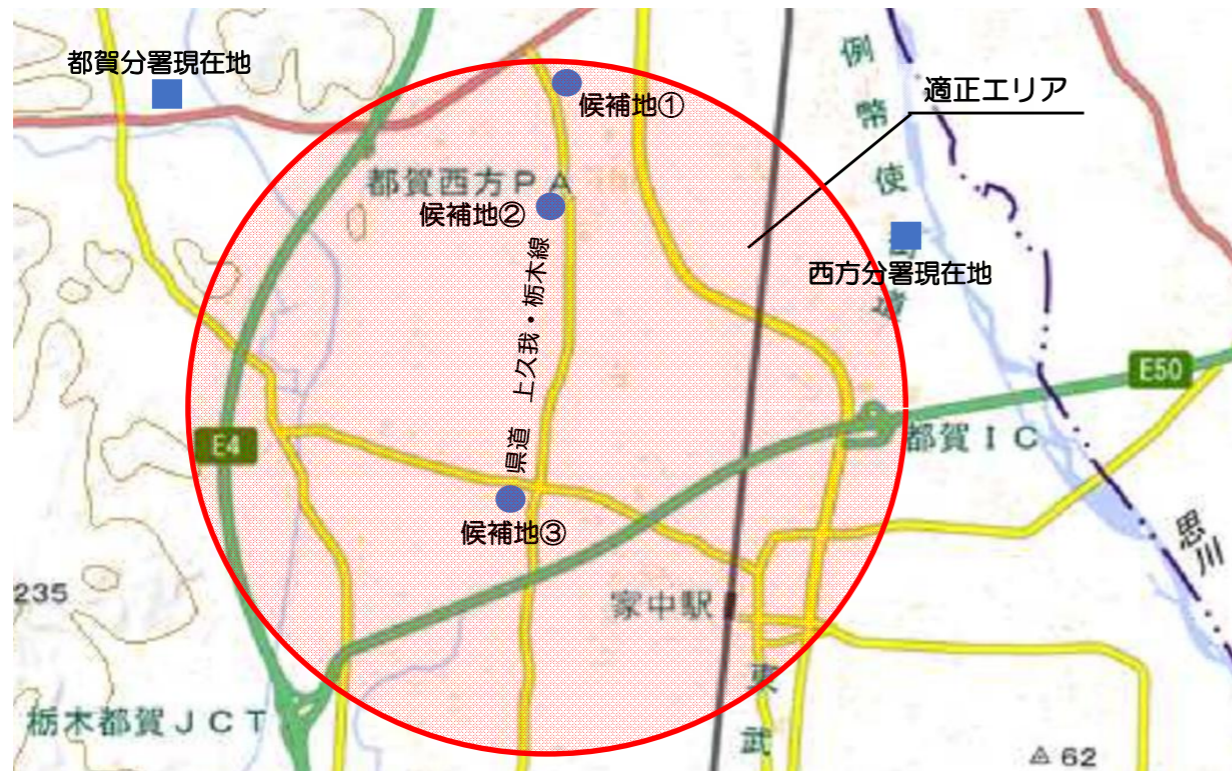 都賀分署現在地
候補地①
適正エリア
例幣使街道
都賀西方PA
候補地②
西方分署現在地
県道 上久我・栃木線
E50
E4
都賀IC
候補地③
思川
235
家中駅
栃木都賀JCT
東武
62